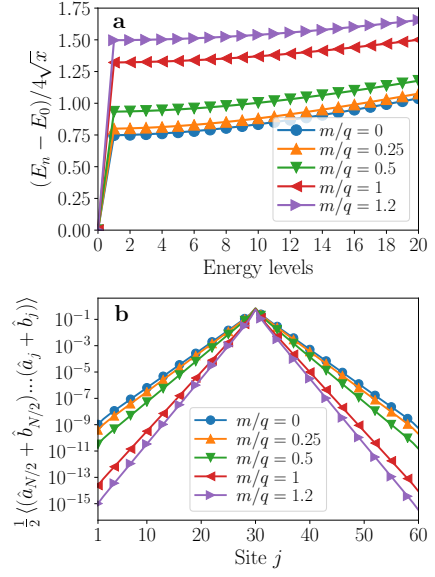 a
(E_n − E_0)/4√x
1.75
1.50
1.25
1.00
0.75
0.50
0.25
0.00
m/q = 0
m/q = 0.25
m/q = 0.5
m/q = 1
m/q = 1.2
0 2 4 6 8 10 12 14 16 18 20
Energy levels
b
½ ⟨(â_{N/2} + b̂_{N/2})...(â_j + b̂_j)⟩
10⁻¹
10⁻³
10⁻⁵
10⁻⁷
10⁻⁹
10⁻¹¹
10⁻¹³
10⁻¹⁵
m/q = 0
m/q = 0.25
m/q = 0.5
m/q = 1
m/q = 1.2
1 10 20 30 40 50 60
Site j